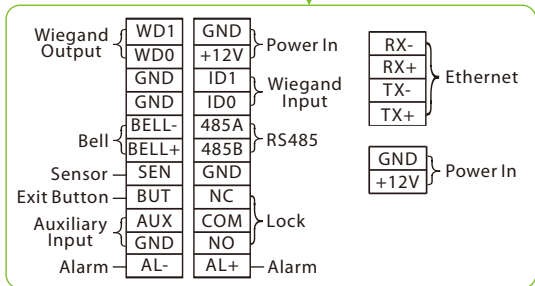 Wiegand Output
WD1 GND
WD0 +12V
Power In
GND ID1
GND ID0
Wiegand Input
Bell
BELL- 485A
BELL+ 485B
RS485
Sensor SEN GND
Exit Button BUT NC
Auxiliary Input
AUX COM
GND NO
Lock
Alarm AL- AL+ Alarm
RX-
RX+
TX-
TX+
Ethernet
GND
+12V
Power In